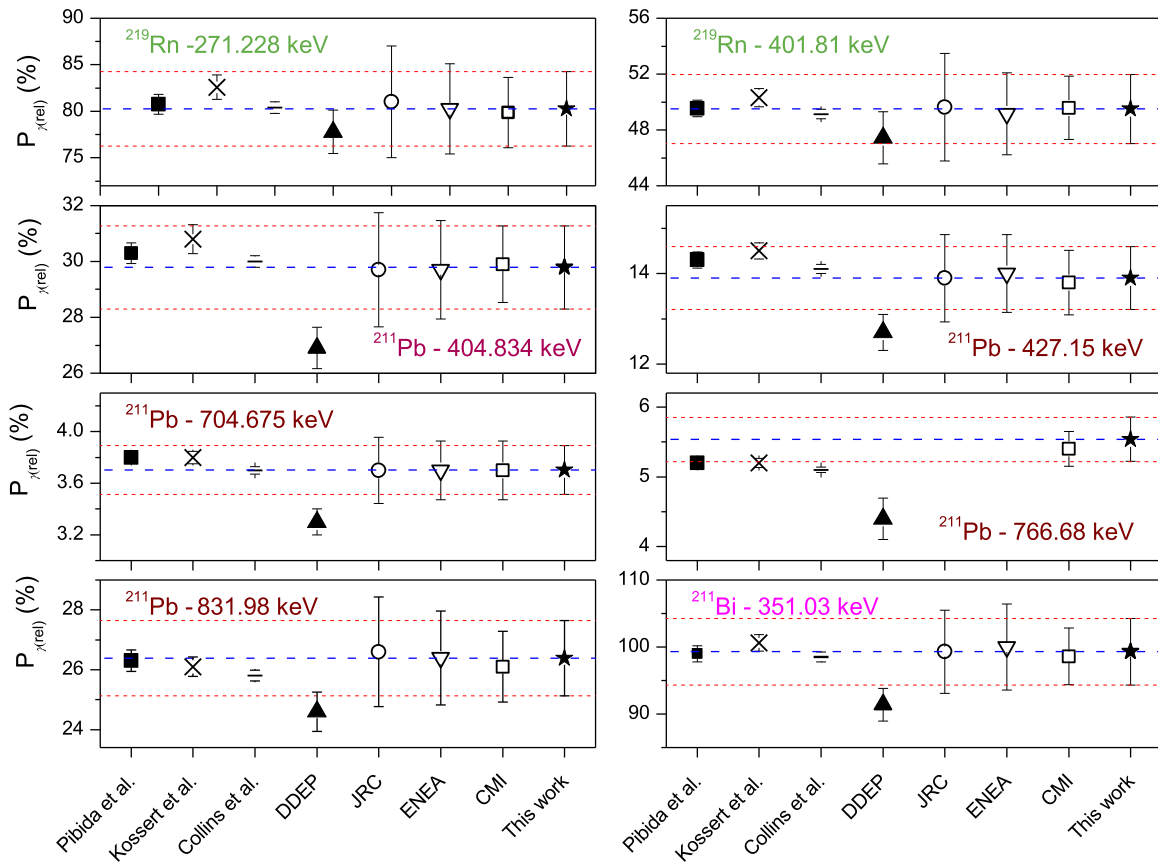 90
85
80
75
P γ(rel) (%)
²¹⁹Rn -271.228 keV
56
52
48
44
²¹⁹Rn - 401.81 keV
32
30
28
26
P γ(rel) (%)
²¹¹Pb - 404.834 keV
14
12
²¹¹Pb - 427.15 keV
4.0
3.6
3.2
P γ(rel) (%)
²¹¹Pb - 704.675 keV
6
5
4
²¹¹Pb - 766.68 keV
28
26
24
P γ(rel) (%)
²¹¹Pb - 831.98 keV
110
100
90
²¹¹Bi - 351.03 keV
Pibida et al.
Kossert et al.
Collins et al.
DDEP
JRC
ENEA
CMI
This work
Pibida et al.
Kossert et al.
Collins et al.
DDEP
JRC
ENEA
CMI
This work